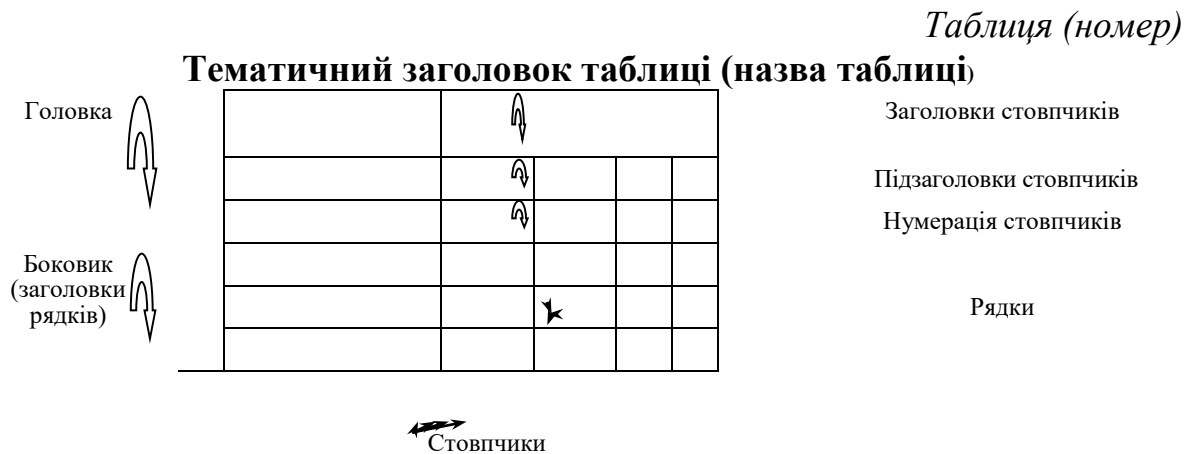 Таблиця (номер)
Тематичний заголовок таблиці (назва таблиці)
Головка
Заголовки стовпчиків
Підзаголовки стовпчиків
Нумерація стовпчиків
Боковик
(заголовки
рядків)
Рядки
Стовпчики